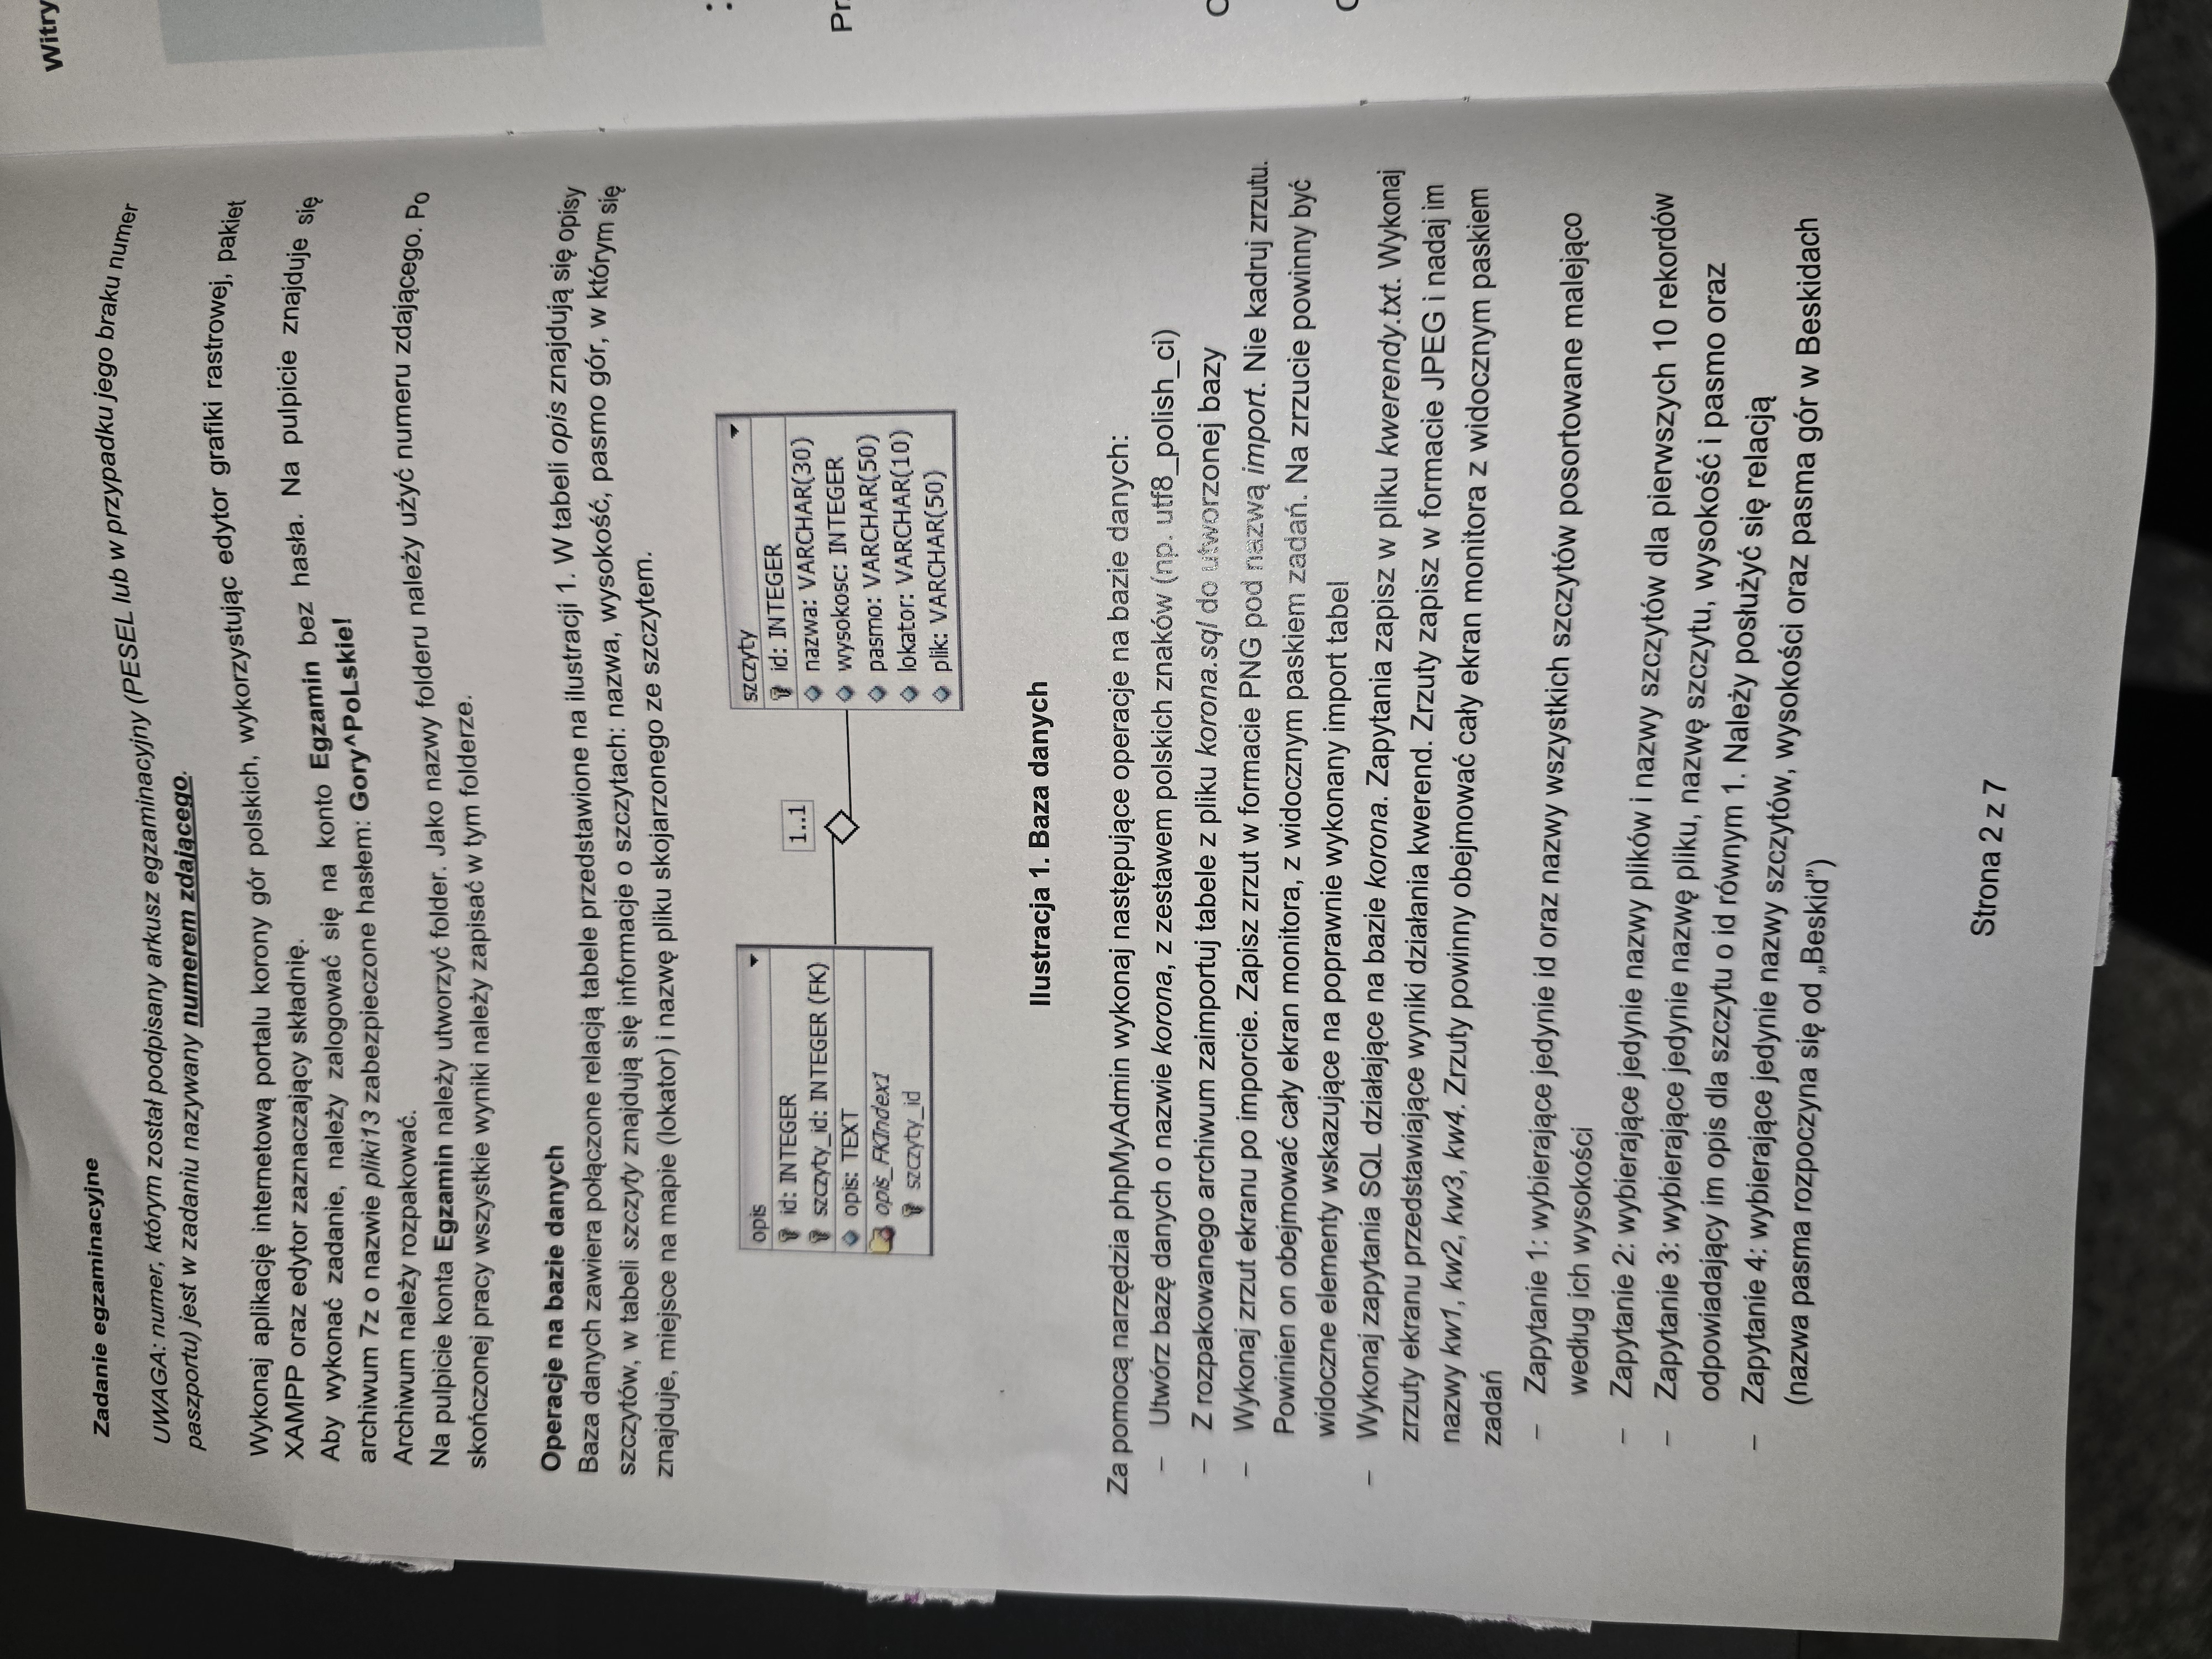 Zadanie egzaminacyjne
UWAGA: numer, którym został podpisany arkusz egzaminacyjny (PESEL lub w przypadku jego braku numer
paszportu) jest w zadaniu nazywany numerem zdającego.
Wykonaj aplikację internetową portalu korony gór polskich, wykorzystując edytor grafiki rastrowej, pakiet
XAMPP oraz edytor zaznaczający składnię.
Aby wykonać zadanie, należy zalogować się na konto Egzamin bez hasła. Na pulpicie znajduje się
archiwum 7z o nazwie pliki13 zabezpieczone hasłem: Gory^PoLskie!
Archiwum należy rozpakować.
Na pulpicie konta Egzamin należy utworzyć folder. Jako nazwy folderu należy użyć numeru zdającego. Po
skończonej pracy wszystkie wyniki należy zapisać w tym folderze.
Operacje na bazie danych
Baza danych zawiera połączone relacją tabele przedstawione na ilustracji 1. W tabeli opis znajdują się opisy
szczytów, w tabeli szczyty znajdują się informacje o szczytach: nazwa, wysokość, pasmo gór, w którym się
znajduje, miejsce na mapie (lokator) i nazwę pliku skojarzonego ze szczytem.
opis
id: INTEGER
szczyty_id: INTEGER (FK)
opis: TEXT
opis_FKIndex1
szczyty_id
1..1
szczyty
id: INTEGER
nazwa: VARCHAR(30)
wysokosc: INTEGER
pasmo: VARCHAR(50)
lokator: VARCHAR(10)
plik: VARCHAR(50)
Ilustracja 1. Baza danych
Za pomocą narzędzia phpMyAdmin wykonaj następujące operacje na bazie danych:
– Utwórz bazę danych o nazwie korona, z zestawem polskich znaków (np. utf8_polish_ci)
– Z rozpakowanego archiwum zaimportuj tabele z pliku korona.sql do utworzonej bazy
– Wykonaj zrzut ekranu po imporcie. Zapisz zrzut w formacie PNG pod nazwą import. Nie kadruj zrzutu.
Powinien on obejmować cały ekran monitora, z widocznym paskiem zadań. Na zrzucie powinny być
widoczne elementy wskazujące na poprawnie wykonany import tabel
– Wykonaj zapytania SQL działające na bazie korona. Zapytania zapisz w pliku kwerendy.txt. Wykonaj
zrzuty ekranu przedstawiające wyniki działania kwerend. Zrzuty zapisz w formacie JPEG i nadaj im
nazwy kw1, kw2, kw3, kw4. Zrzuty powinny obejmować cały ekran monitora z widocznym paskiem
zadań
– Zapytanie 1: wybierające jedynie id oraz nazwy wszystkich szczytów posortowane malejąco
według ich wysokości
– Zapytanie 2: wybierające jedynie nazwy plików i nazwy szczytów dla pierwszych 10 rekordów
– Zapytanie 3: wybierające jedynie nazwę pliku, nazwę szczytu, wysokość i pasmo oraz
odpowiadający im opis dla szczytu o id równym 1. Należy posłużyć się relacją
– Zapytanie 4: wybierające jedynie nazwy szczytów, wysokości oraz pasma gór w Beskidach
(nazwa pasma rozpoczyna się od „Beskid”)
Strona 2 z 7
Witry
Pr